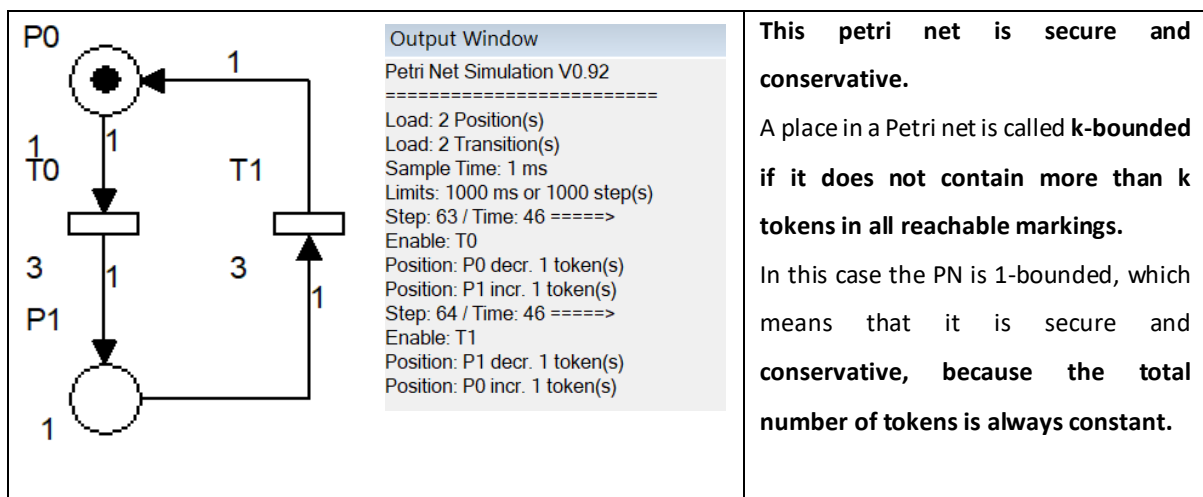 P0
1
1
1
T0
T1
3
1
3
1
P1
1
Output Window
Petri Net Simulation V0.92
=========================
Load: 2 Position(s)
Load: 2 Transition(s)
Sample Time: 1 ms
Limits: 1000 ms or 1000 step(s)
Step: 63 / Time: 46 =====>
Enable: T0
Position: P0 decr. 1 token(s)
Position: P1 incr. 1 token(s)
Step: 64 / Time: 46 =====>
Enable: T1
Position: P1 decr. 1 token(s)
Position: P0 incr. 1 token(s)
This petri net is secure and
conservative.
A place in a Petri net is called k-bounded
if it does not contain more than k
tokens in all reachable markings.
In this case the PN is 1-bounded, which
means that it is secure and
conservative, because the total
number of tokens is always constant.